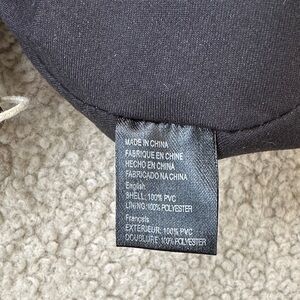 MADE IN CHINA
FABRIQUE EN CHINE
HECHO EN CHINA
FABRICADO NA CHINA
English
SHELL: 100% PVC
LINING:100% POLYESTER
Francais
EXTERIEUR: 100% PVC
DOUBLURE: 100% POLYESTER